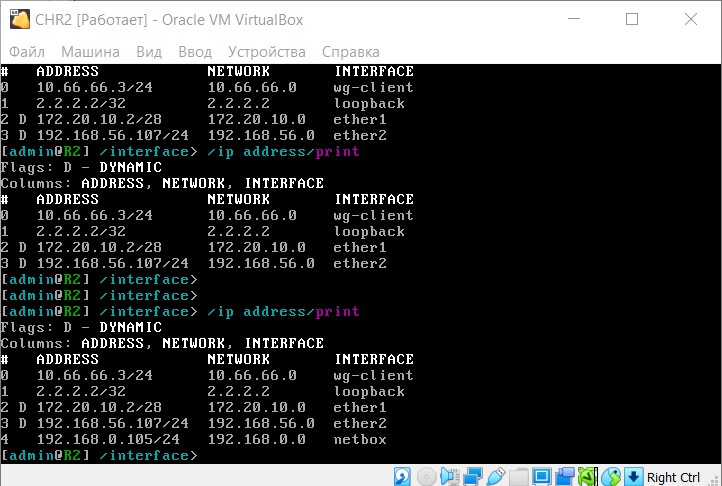 CHR2 [Работает] - Oracle VM VirtualBox
Файл Машина Вид Ввод Устройства Справка
# ADDRESS NETWORK INTERFACE
0 10.66.66.3/24 10.66.66.0 wg-client
1 2.2.2.2/32 2.2.2.2 loopback
2 D 172.20.10.2/28 172.20.10.0 ether1
3 D 192.168.56.107/24 192.168.56.0 ether2
[admin@R2] /interface> /ip address/print
Flags: D - DYNAMIC
Columns: ADDRESS, NETWORK, INTERFACE
# ADDRESS NETWORK INTERFACE
0 10.66.66.3/24 10.66.66.0 wg-client
1 2.2.2.2/32 2.2.2.2 loopback
2 D 172.20.10.2/28 172.20.10.0 ether1
3 D 192.168.56.107/24 192.168.56.0 ether2
[admin@R2] /interface>
[admin@R2] /interface>
[admin@R2] /interface> /ip address/print
Flags: D - DYNAMIC
Columns: ADDRESS, NETWORK, INTERFACE
# ADDRESS NETWORK INTERFACE
0 10.66.66.3/24 10.66.66.0 wg-client
1 2.2.2.2/32 2.2.2.2 loopback
2 D 172.20.10.2/28 172.20.10.0 ether1
3 D 192.168.56.107/24 192.168.56.0 ether2
4 192.168.0.105/24 192.168.0.0 netbox
[admin@R2] /interface>
Right Ctrl